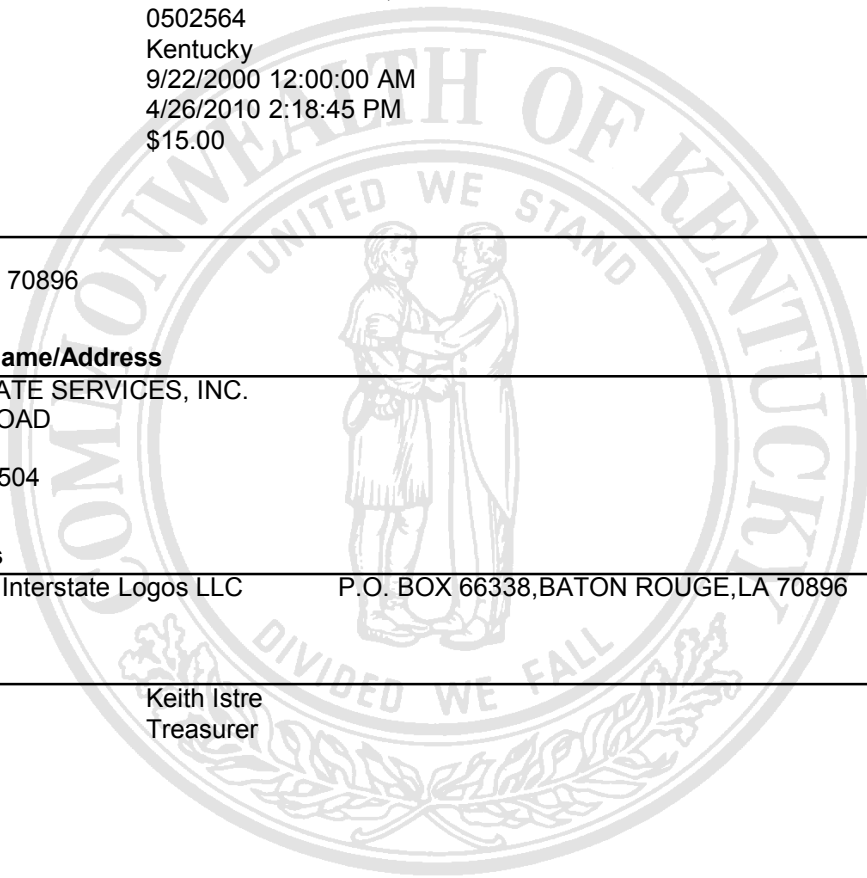 0502564
Kentucky
9/22/2000 12:00:00 AM
4/26/2010 2:18:45 PM
$15.00
COMMONWEALTH OF KENTUCKY
UNITED WE STAND
70896
ame/Address
ATE SERVICES, INC.
OAD
504
s
Interstate Logos LLC P.O. BOX 66338,BATON ROUGE,LA 70896
DIVIDED WE FALL
Keith Istre
Treasurer